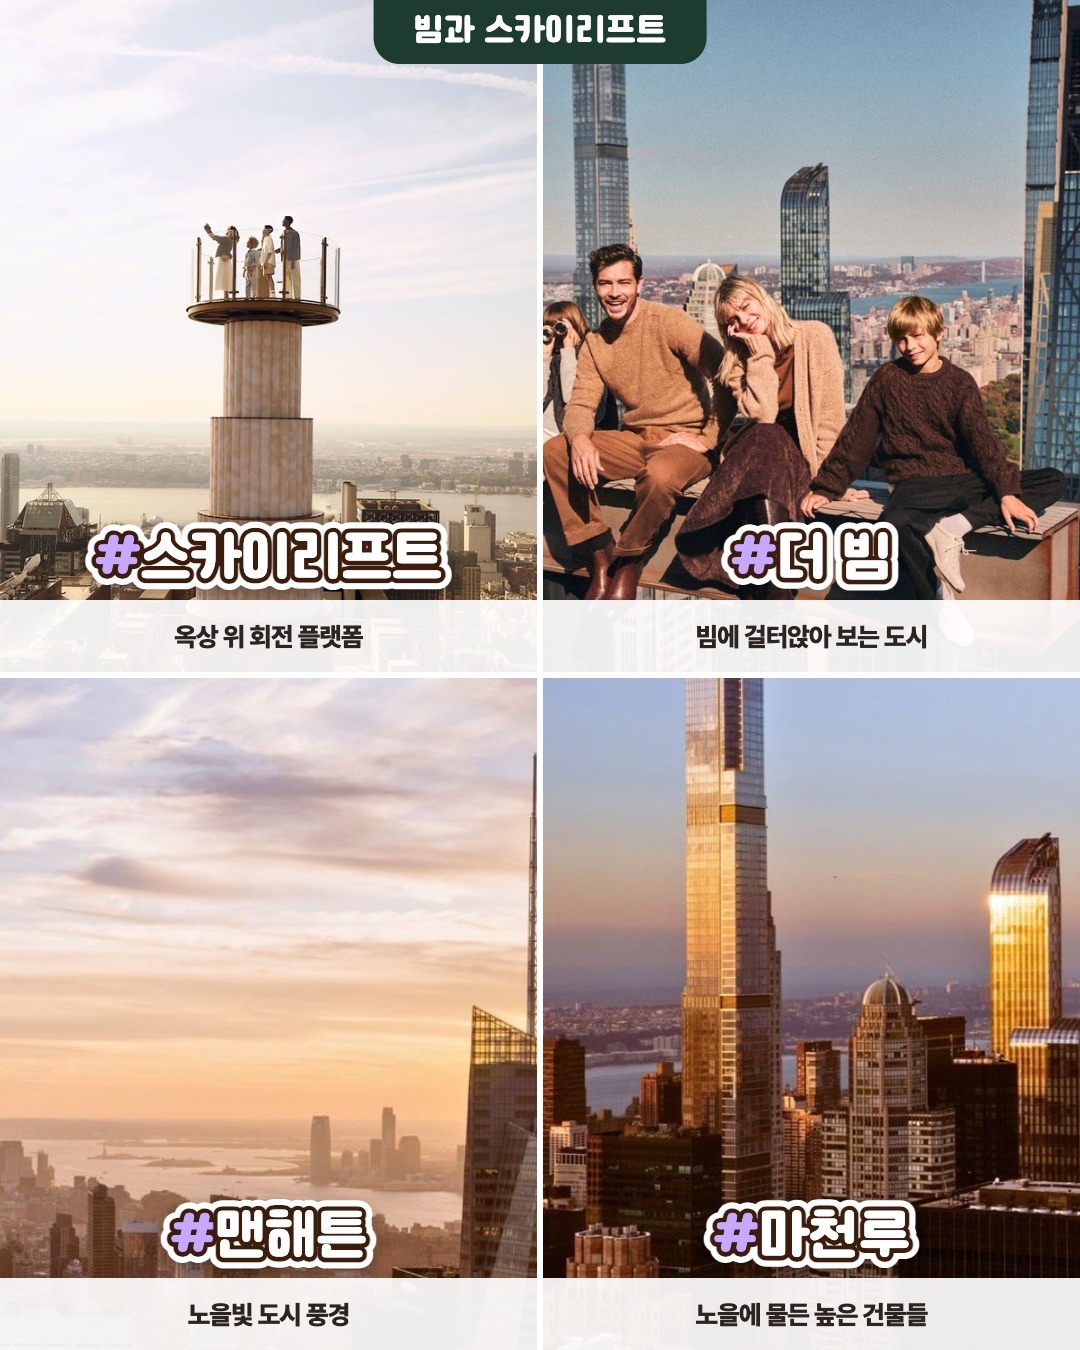 빔과 스카이리프트
#스카이리프트
옥상 위 회전 플랫폼
#더 빔
빔에 걸터앉아 보는 도시
#맨해튼
노을빛 도시 풍경
#마천루
노을에 물든 높은 건물들